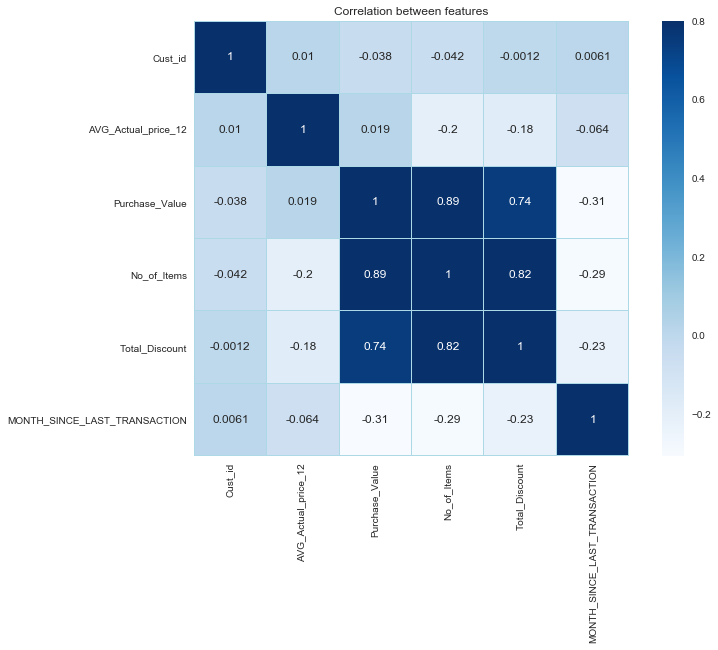 Correlation between features
Cust_id 1 0.01 -0.038 -0.042 -0.0012 0.0061
AVG_Actual_price_12 0.01 1 0.019 -0.2 -0.18 -0.064
Purchase_Value -0.038 0.019 1 0.89 0.74 -0.31
No_of_Items -0.042 -0.2 0.89 1 0.82 -0.29
Total_Discount -0.0012 -0.18 0.74 0.82 1 -0.23
MONTH_SINCE_LAST_TRANSACTION 0.0061 -0.064 -0.31 -0.29 -0.23 1
Cust_id
AVG_Actual_price_12
Purchase_Value
No_of_Items
Total_Discount
MONTH_SINCE_LAST_TRANSACTION
0.8
0.6
0.4
0.2
0.0
−0.2